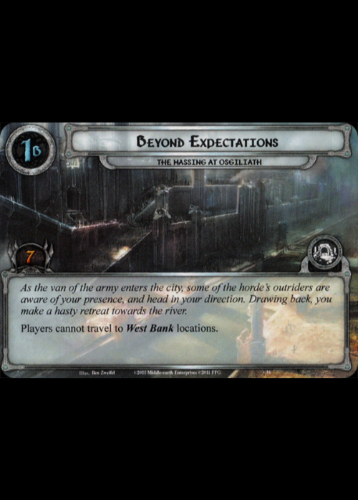 1B
BEYOND EXPECTATIONS
THE MASSING AT OSGILIATH
7
As the van of the army enters the city, some of the horde's outriders are
aware of your presence, and head in your direction. Drawing back, you
make a hasty retreat towards the river.
Players cannot travel to West Bank locations.
Illus. Ben Zweifel ©2011 Middle-earth Enterprises ©2011 FFG